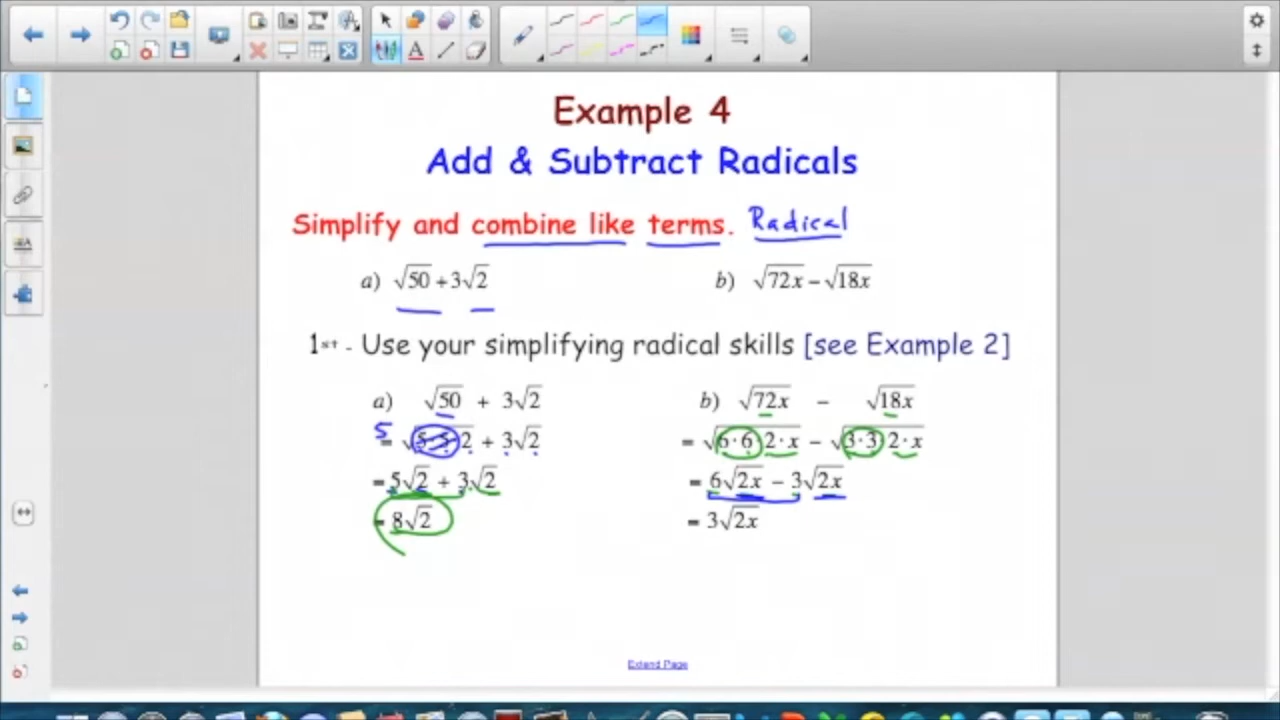 Example 4
Add & Subtract Radicals
Simplify and combine like terms. Radical
a) √50 + 3√2 b) √72x – √18x
1st - Use your simplifying radical skills [see Example 2]
a) √50 + 3√2 b) √72x – √18x
5 = √5·5·2 + 3√2 = √6·6·2·x – √3·3·2·x
= 5√2 + 3√2 = 6√2x – 3√2x
= 8√2 = 3√2x
Extend Page